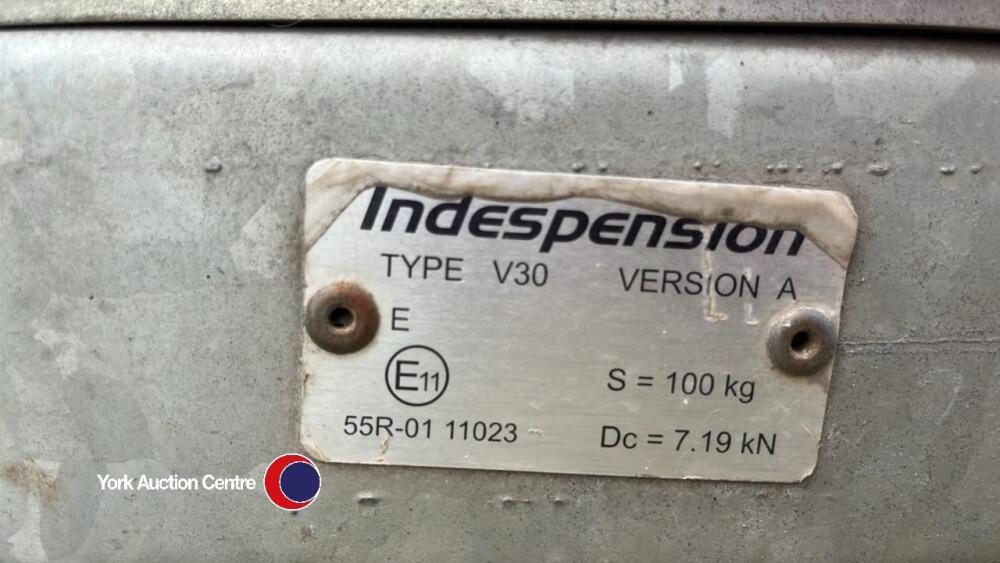 Indespension
TYPE V30 VERSION A
E
E11
S = 100 kg
55R-01 11023
Dc = 7.19 kN
York Auction Centre